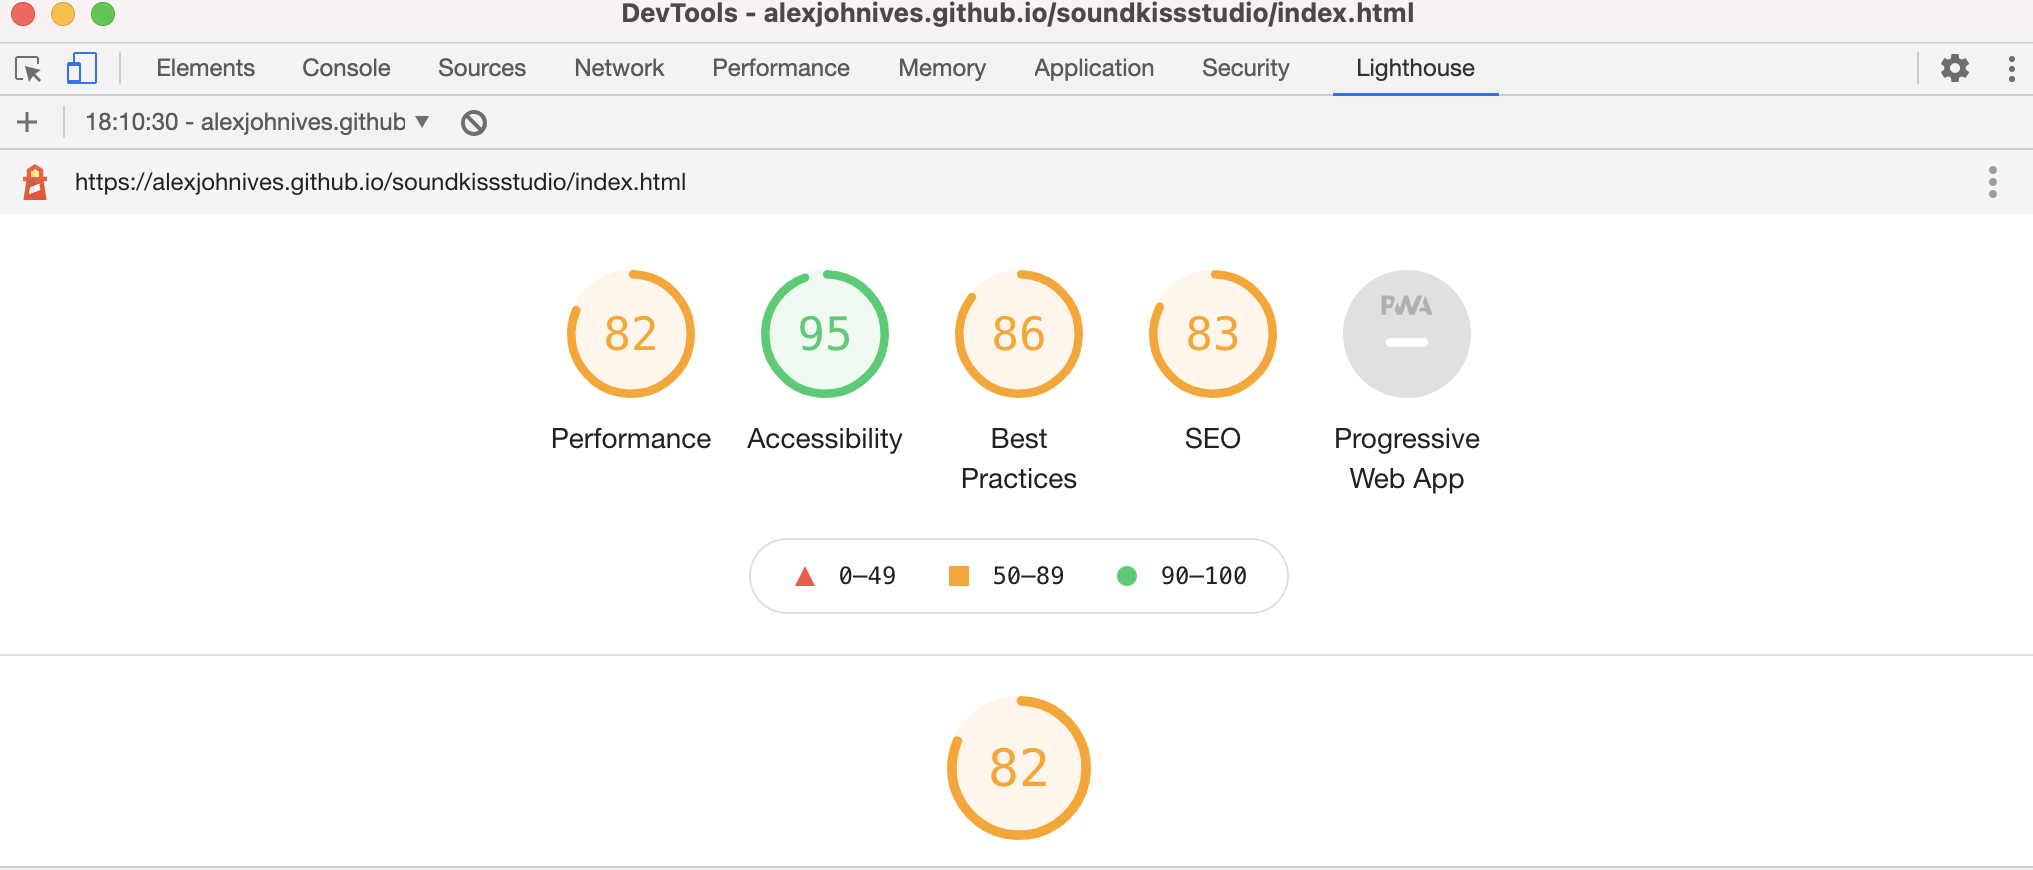 DevTools - alexjohnives.github.io/soundkissstudio/index.html
Elements Console Sources Network Performance Memory Application Security Lighthouse
18:10:30 - alexjohnives.github
https://alexjohnives.github.io/soundkissstudio/index.html
82 95 86 83 PWA
Performance Accessibility Best Practices SEO Progressive Web App
0–49 50–89 90–100
82